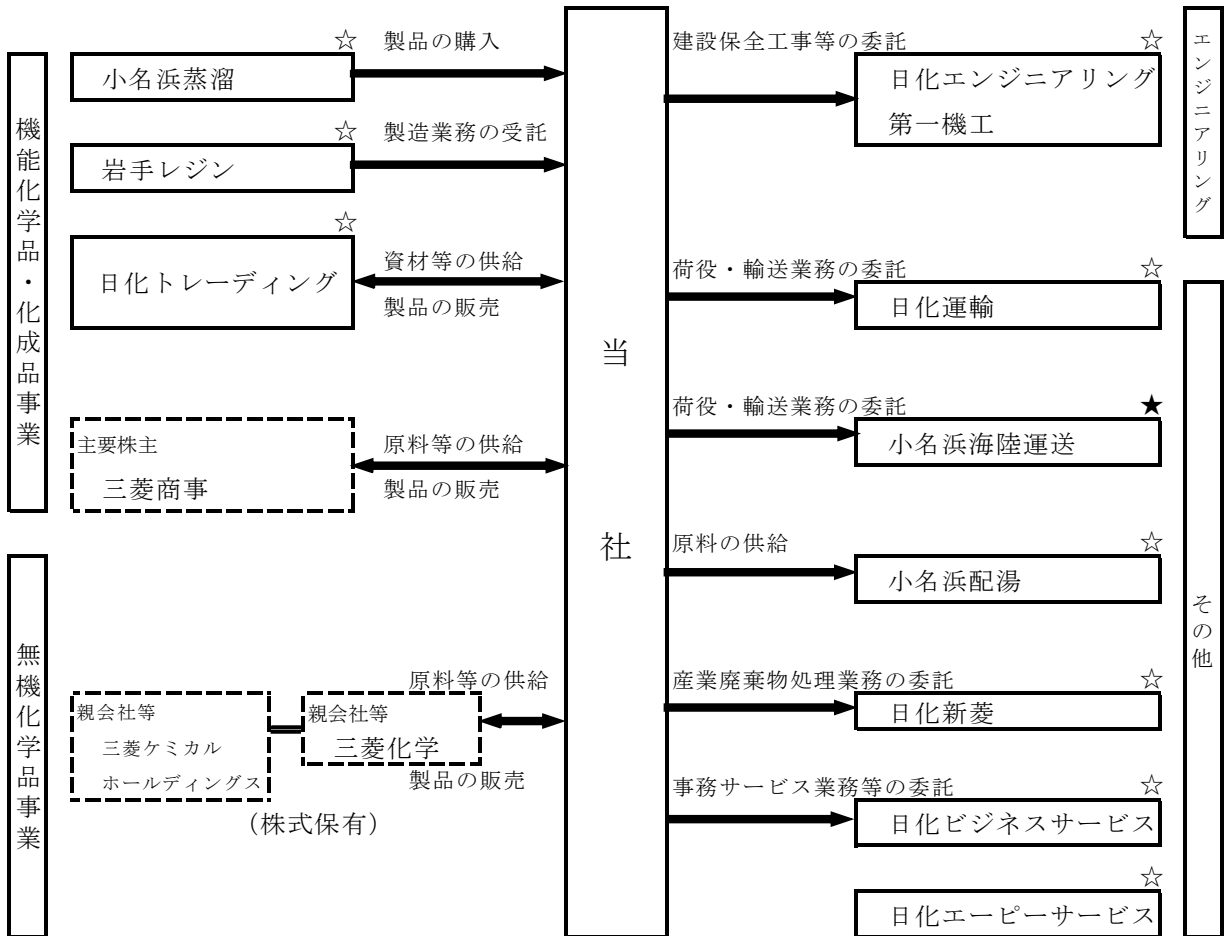 機能化学品・化成品事業
☆ 製品の購入
小名浜蒸溜
☆ 製造業務の受託
岩手レジン
☆
日化トレーディング
資材等の供給
製品の販売
主要株主
三菱商事
原料等の供給
製品の販売
無機化学品事業
原料等の供給
親会社等
三菱ケミカル
ホールディングス
親会社等
三菱化学
製品の販売
(株式保有)
当社
建設保全工事等の委託 ☆
日化エンジニアリング
第一機工
エンジニアリング
荷役・輸送業務の委託 ☆
日化運輸
荷役・輸送業務の委託 ★
小名浜海陸運送
原料の供給 ☆
小名浜配湯
産業廃棄物処理業務の委託 ☆
日化新菱
事務サービス業務等の委託 ☆
日化ビジネスサービス
☆
日化エーピーサービス
その他